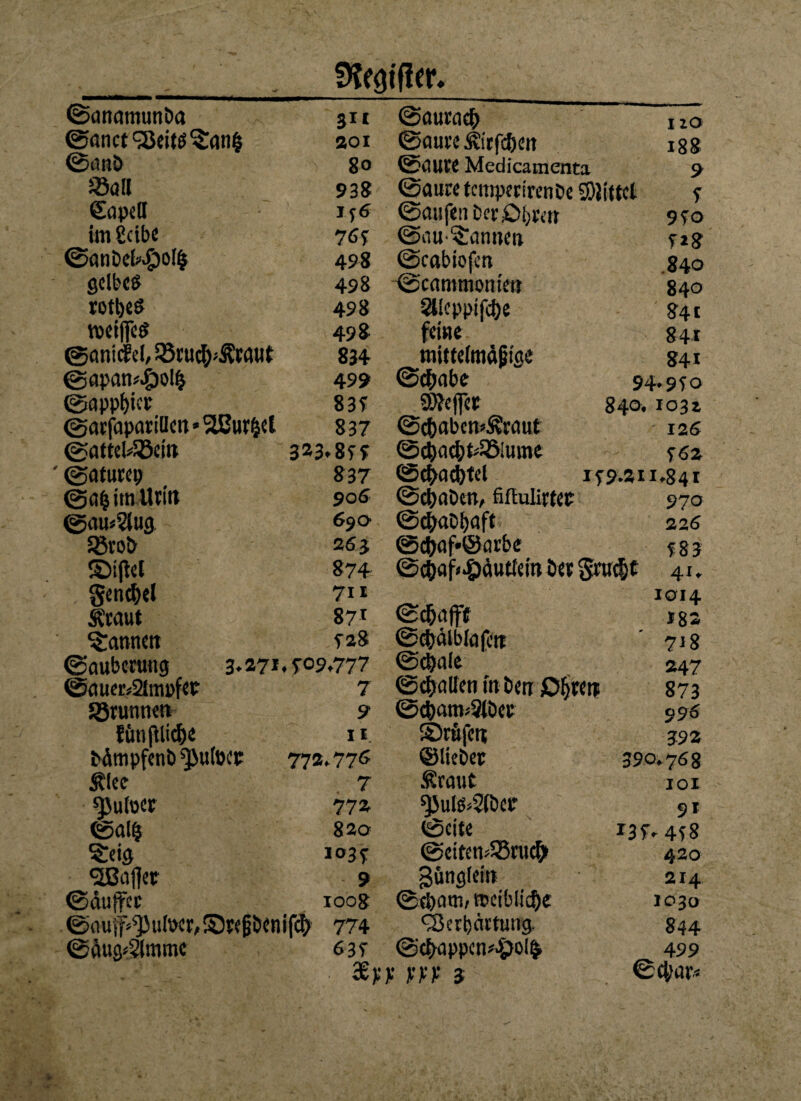 Register.
Sanamunda 311
Sanct Veits Tantz 201
Sand 80
Ball 938
Capell 156
im Leibe 765
Sandel-Holtz 498
gelbes 498
rothes 498
weisses 498
Sanickel, Bruch-Kraut 834
Sapan-Holtz 499
Sapphier 835
Sarsaparillen-Wurtzel 837
Sattel-Bein 323. 855
Saturey 837
Satz im Urin 906
Sau-Aug 690
Brod 263
Distel 874
Fenchel 711
Kraut 871
Tannen 528
Sauberung 3. 271. 509. 777
Sauer-Ampfer 7
Brunnen 9
künstliche 11
dämpfend Pulver 772. 776
Klee 7
Pulver 772
Saltz 820
Teig 1035
Wasser 9
Säuffer 1008
Sauff-Pulver, Dreßdenisch 774
Säug-Amme 635
Saurach 120
Saure Kirschen 188
Saure Medicamenta 9
Saure temperirende Mittel 5
Sausen der Ohren 950
Sau-Tannen 528
Scabiosen 840
Scammonien 840
Aleppische 841
feine 841
mittelmäßige 841
Schabe 94. 950
Messer 840. 1032
Schaben-Kraut 126
Schacht-Blume 562
Schachtel 159. 211. 841
Schaden, fistulirter 970
Schadhaft 226
Schaf-Garbe 583
Schaf-Häutlein der Frucht 41.
1014
Schafft 182
Schälblasen 718
Schale 247
Schallen in den Ohren 873
Scham-Ader 996
Drüsen 392
Glieder 390. 768
Kraut 101
Puls-Ader 91
Seite 135. 458
Seiten-Bruch 420
Zünglein 214
Scham, weibliche 1030
Verhärtung 844
Schappen-Holtz 499
Xyy yyy 3 Schar-